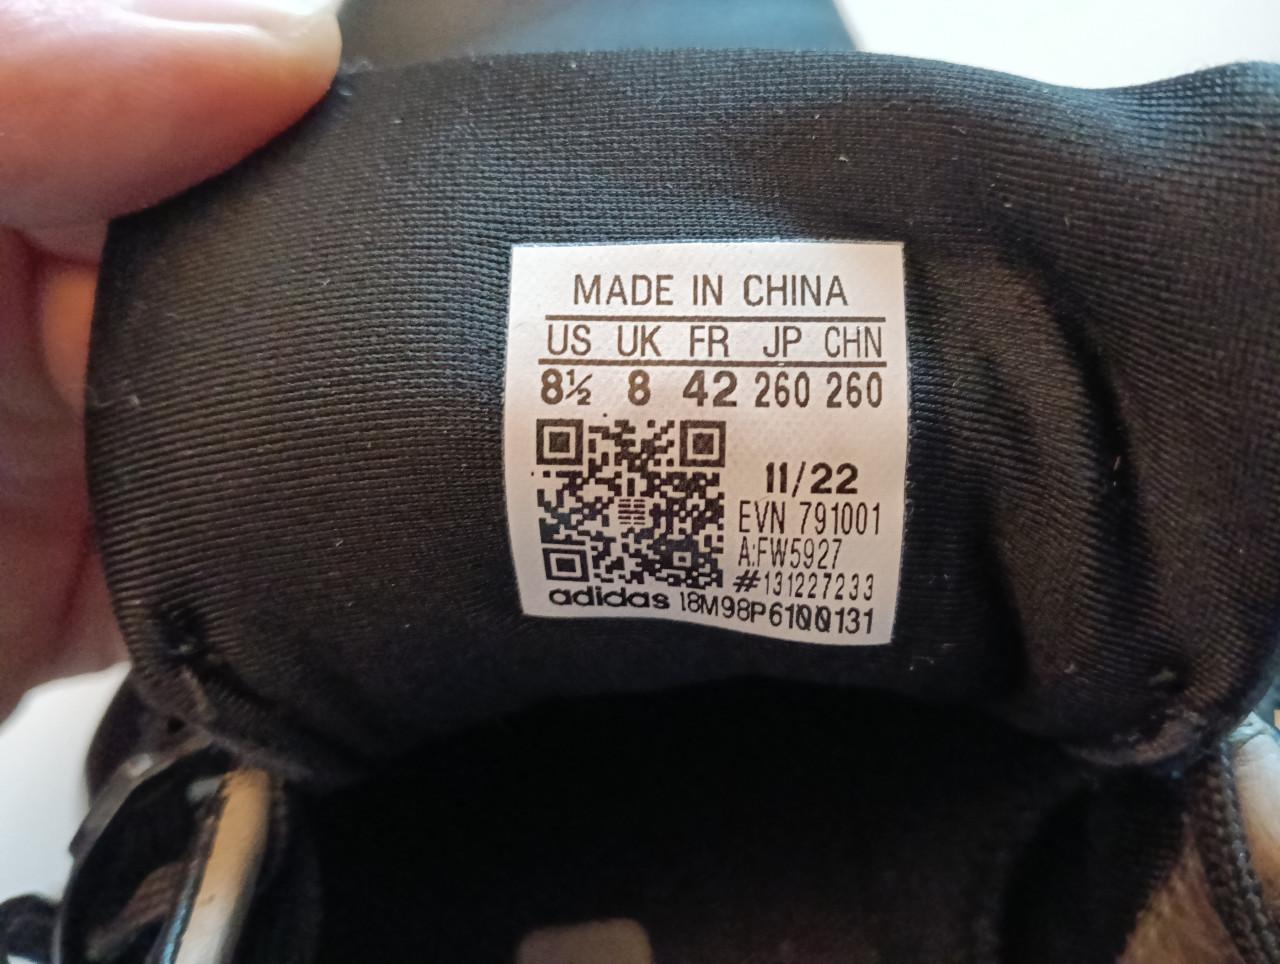 MADE IN CHINA
US UK FR JP CHN
8½ 8 42 260 260
11/22
EVN 791001
A:FW5927
#131227233
adidas 18M98P6100131